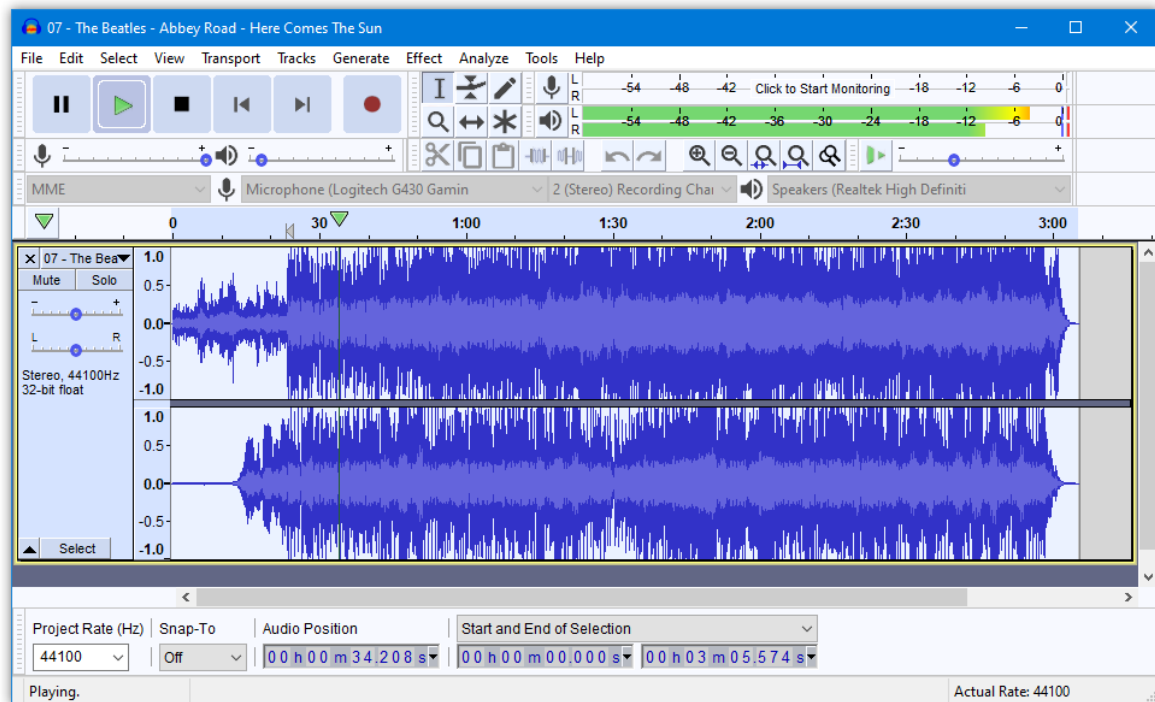 07 - The Beatles - Abbey Road - Here Comes The Sun
File Edit Select View Transport Tracks Generate Effect Analyze Tools Help
L
R
-54 -48 -42 Click to Start Monitoring -18 -12 -6 0
L
R
-54 -48 -42 -36 -30 -24 -18 -12 -6 0
- + - + - +
MME Microphone (Logitech G430 Gamin 2 (Stereo) Recording Chai Speakers (Realtek High Definiti
0 30 1:00 1:30 2:00 2:30 3:00
07 - The Bea
Mute Solo
- +
L R
Stereo, 44100Hz
32-bit float
Select
1.0
0.5
0.0
-0.5
-1.0
1.0
0.5
0.0
-0.5
-1.0
Project Rate (Hz) Snap-To Audio Position Start and End of Selection
44100 Off 00 h 00 m 34.208 s 00 h 00 m 00.000 s 00 h 03 m 05.574 s
Playing. Actual Rate: 44100